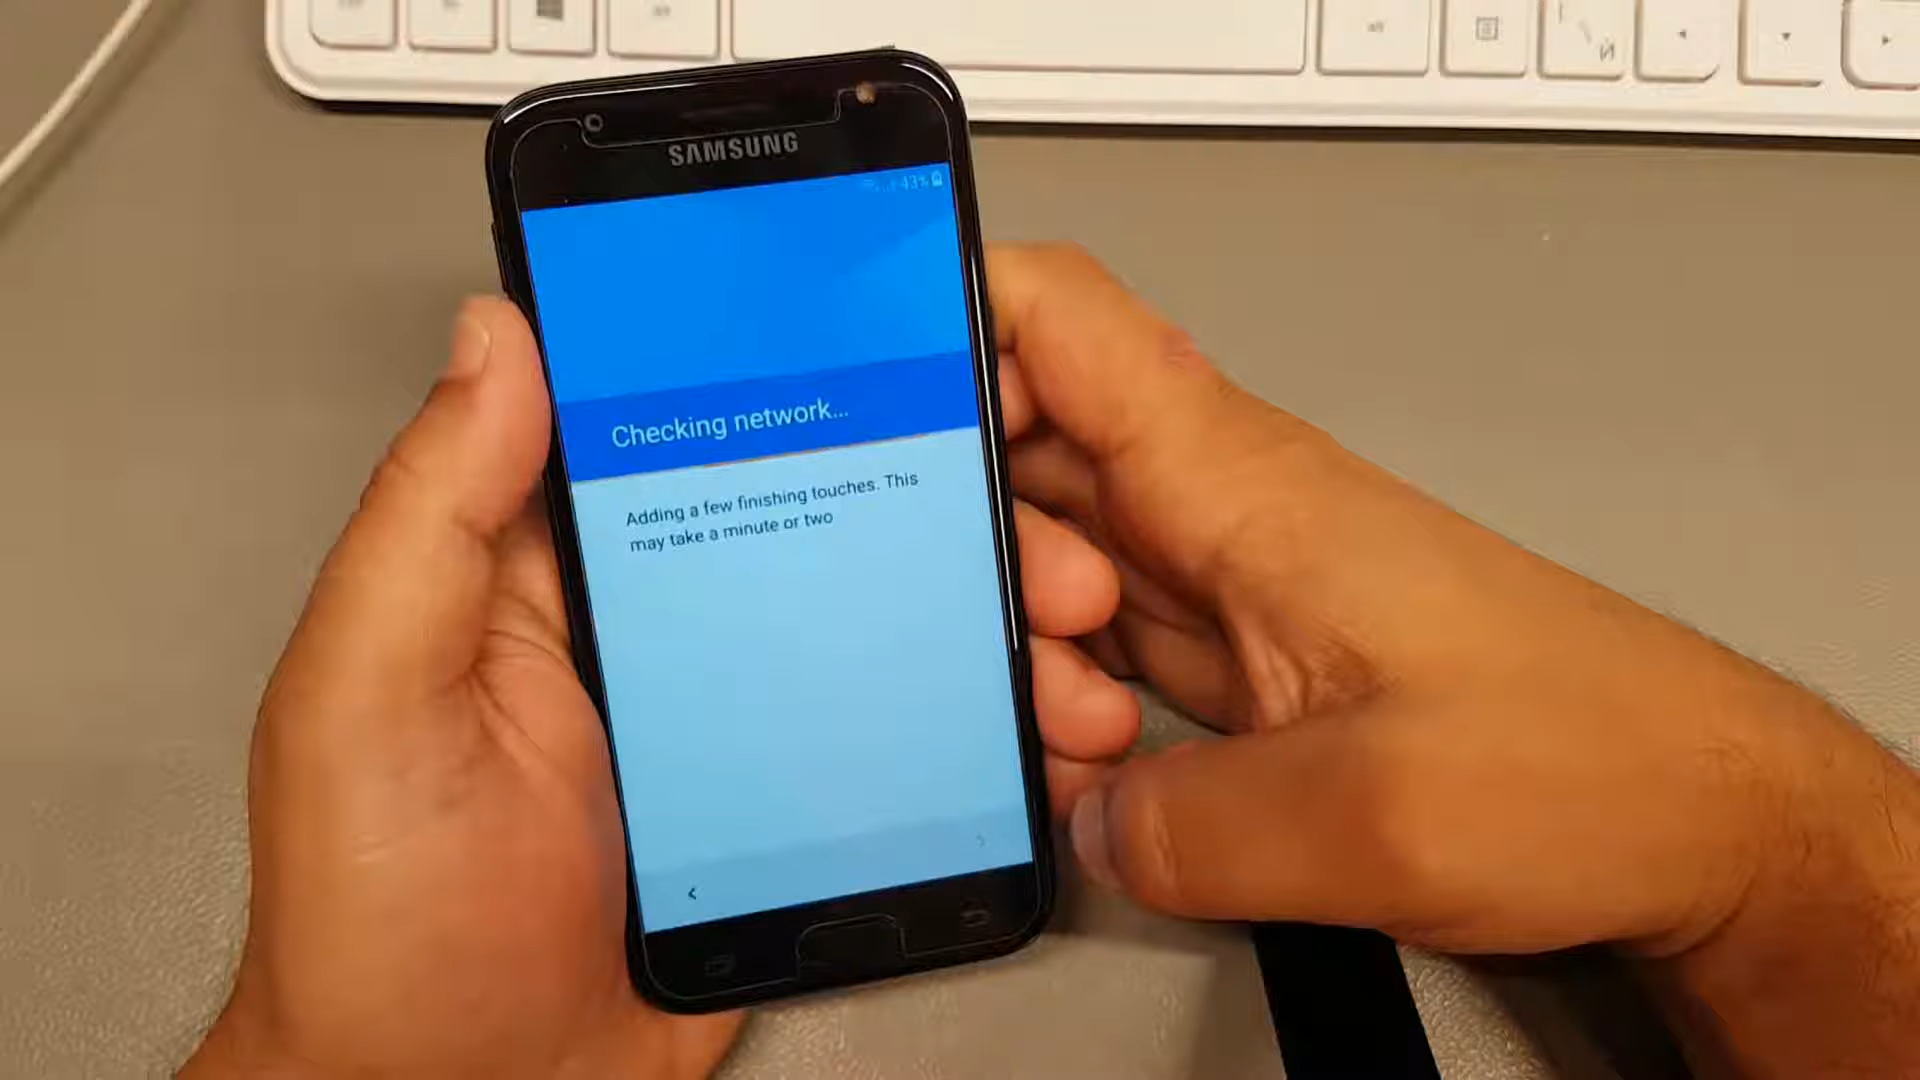 SAMSUNG
43%
Checking network...
Adding a few finishing touches. This
may take a minute or two